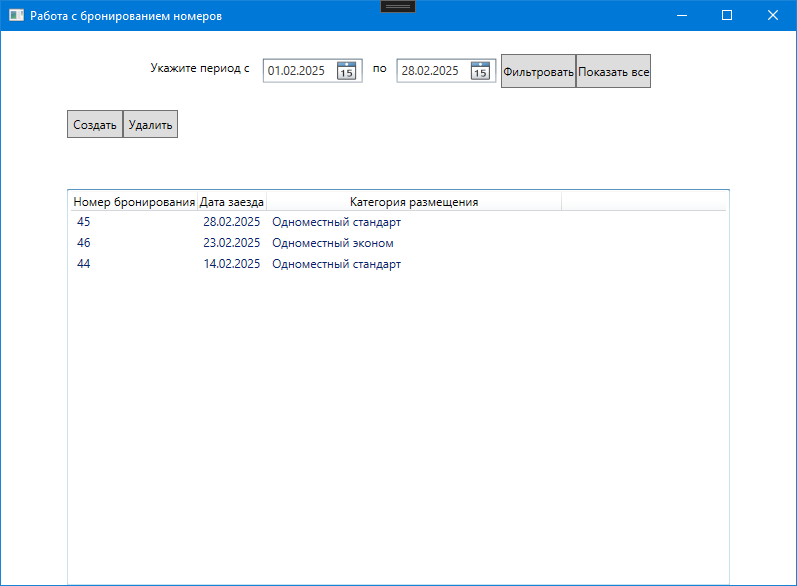 Работа с бронированием номеров
Укажите период с 01.02.2025 15 по 28.02.2025 15 Фильтровать Показать все
Создать Удалить
Номер бронирования Дата заезда Категория размещения
45 28.02.2025 Одноместный стандарт
46 23.02.2025 Одноместный эконом
44 14.02.2025 Одноместный стандарт